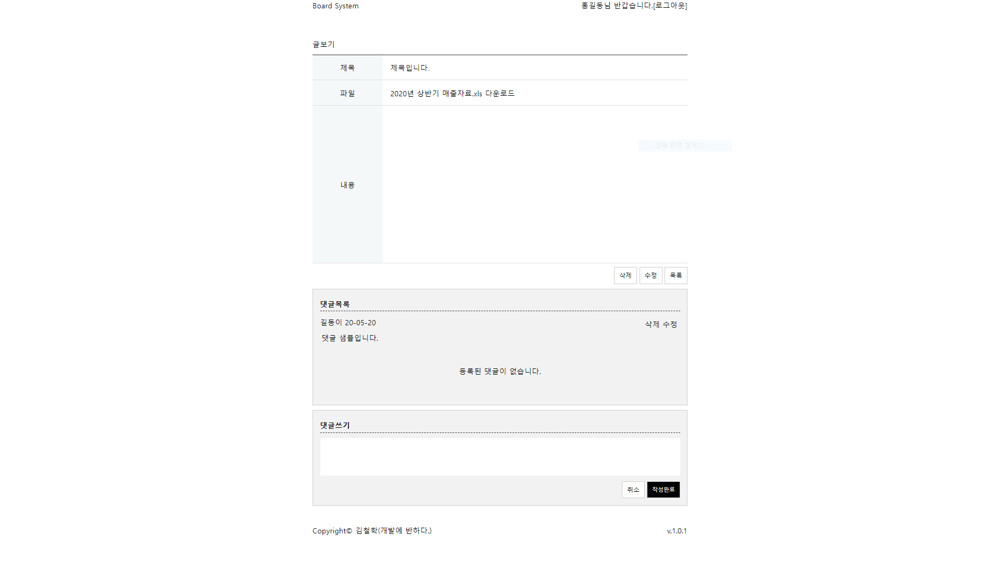 Board System 홍길동님 반갑습니다.[로그아웃]
글보기
제목 제목입니다.
파일 2020년 상반기 매출자료.xls 다운로드
전체 화면 캡처(S)
내용
삭제 수정 목록
댓글목록
길동이 20-05-20 삭제 수정
댓글 샘플입니다.
등록된 댓글이 없습니다.
댓글쓰기
취소 작성완료
Copyright© 김철학(개발에 반하다.) v.1.0.1